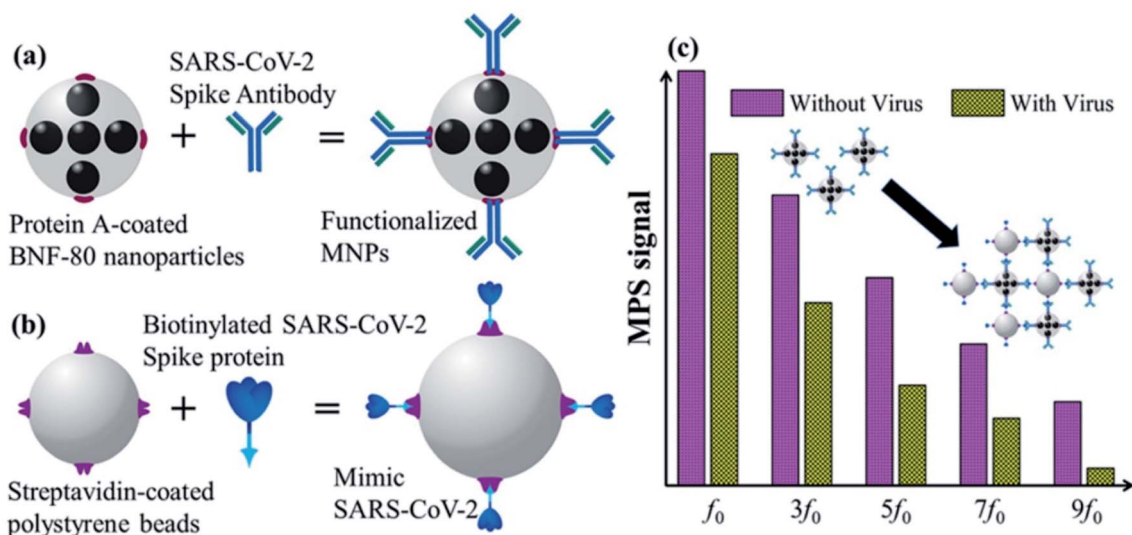 (a)
SARS-CoV-2
Spike Antibody
+
=
Protein A-coated
BNF-80 nanoparticles
Functionalized
MNPs
(b)
Biotinylated SARS-CoV-2
Spike protein
+
=
Streptavidin-coated
polystyrene beads
Mimic
SARS-CoV-2
(c)
Without Virus
With Virus
MPS signal
f₀
3f₀
5f₀
7f₀
9f₀